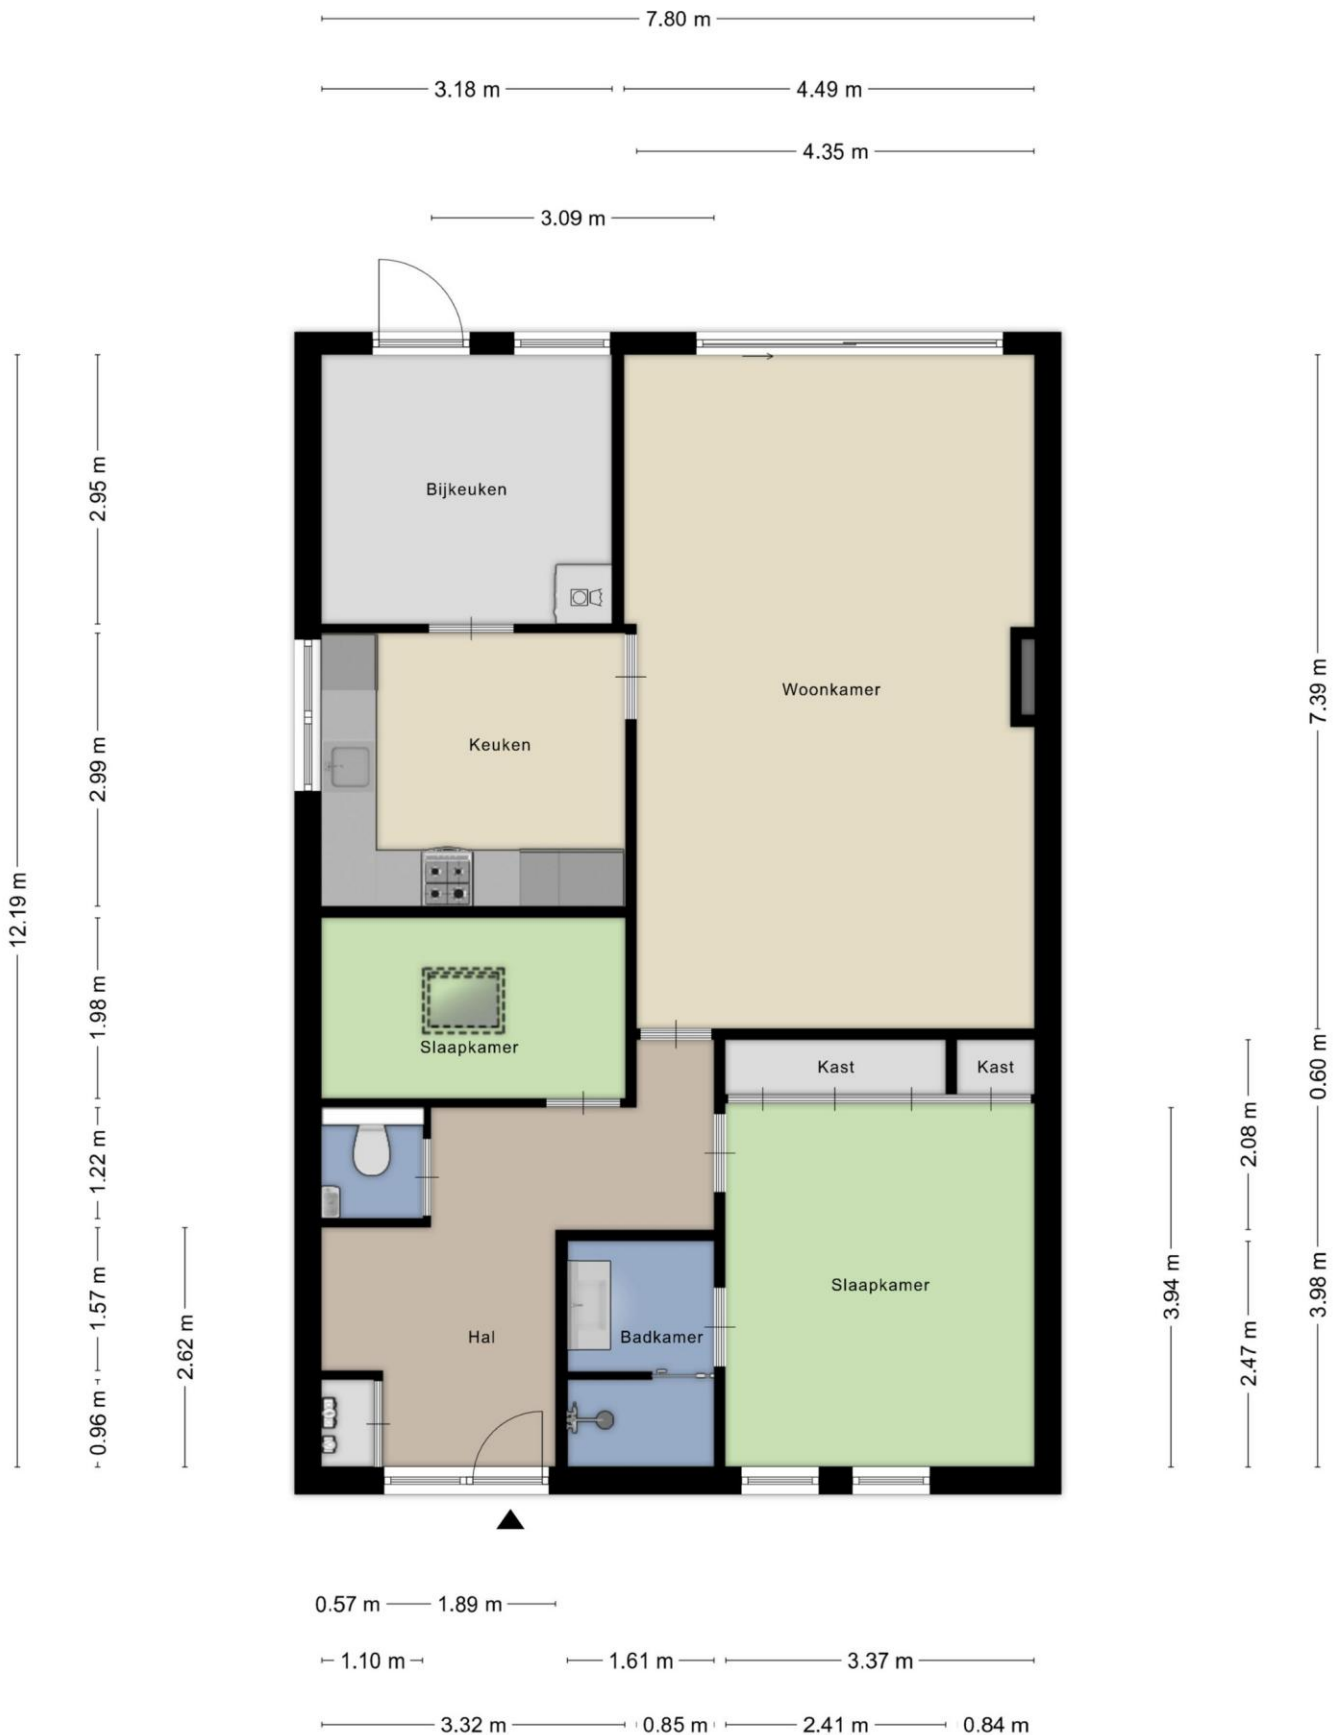 7.80 m
3.18 m
4.49 m
4.35 m
3.09 m
2.95 m
Bijkeuken
Woonkamer
7.39 m
Keuken
2.99 m
12.19 m
1.98 m
Slaapkamer
Kast
Kast
0.60 m
1.22 m
2.08 m
3.94 m
Slaapkamer
3.98 m
1.57 m
2.62 m
Hal
Badkamer
2.47 m
0.96 m
0.57 m
1.89 m
1.10 m
1.61 m
3.37 m
3.32 m
0.85 m
2.41 m
0.84 m